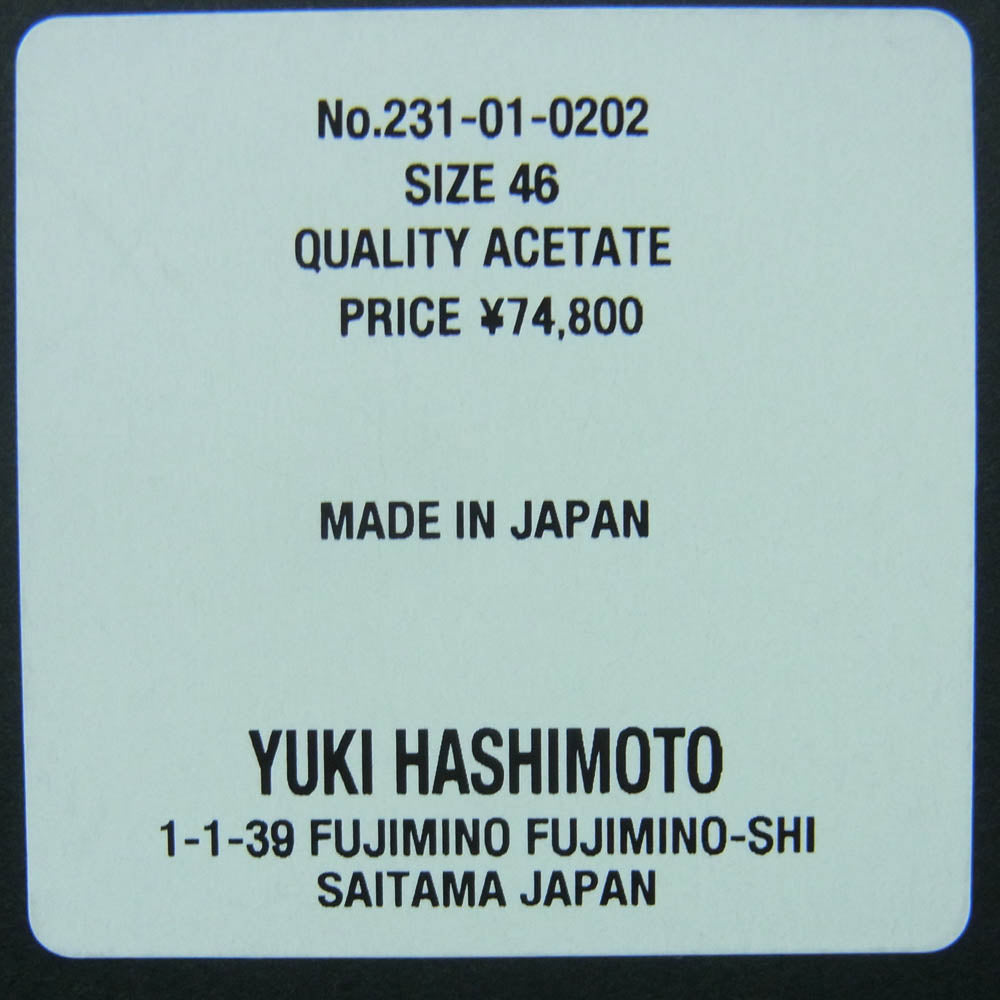 No.231-01-0202
SIZE 46
QUALITY ACETATE
PRICE ¥74,800
MADE IN JAPAN
YUKI HASHIMOTO
1-1-39 FUJIMINO FUJIMINO-SHI
SAITAMA JAPAN